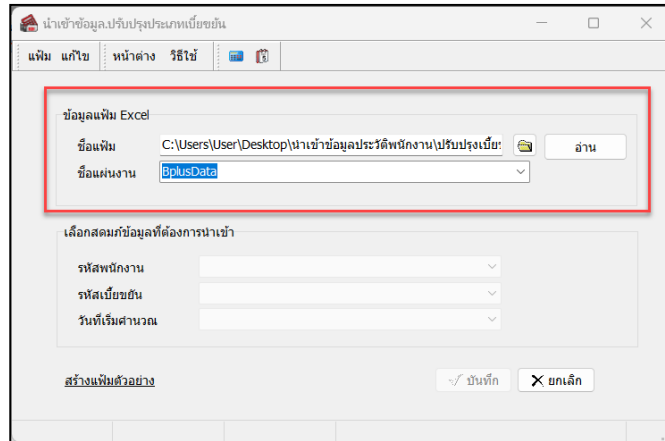 นำเข้าข้อมูล.ปรับปรุงประเภทเบี้ยขยัน
แฟ้ม แก้ไข หน้าต่าง วิธีใช้
ข้อมูลแฟ้ม Excel
ชื่อแฟ้ม C:\Users\User\Desktop\นำเข้าข้อมูลประวัติพนักงาน\ปรับปรุงเบี้ย อ่าน
ชื่อแผ่นงาน BplusData
เลือกสดมภ์ข้อมูลที่ต้องการนำเข้า
รหัสพนักงาน
รหัสเบี้ยขยัน
วันที่เริ่มคำนวณ
สร้างแฟ้มตัวอย่าง บันทึก ยกเลิก